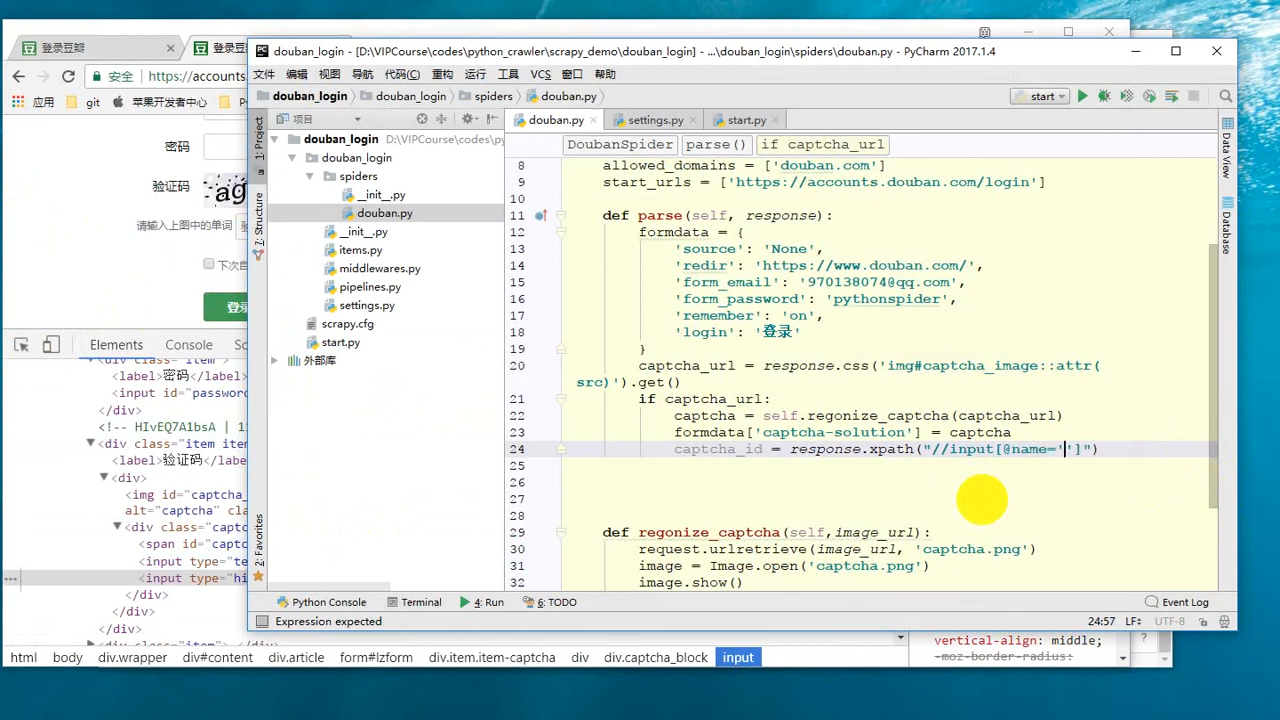 登录豆瓣
登录豆
douban_login - [D:\VIPCourse\codes\python_crawler\scrapy_demo\douban_login] - ...\douban_login\spiders\douban.py - PyCharm 2017.1.4
安全 https://accounts
文件 编辑 视图 导航 代码(C) 重构 运行 工具 VCS 窗口 帮助
应用 git 苹果开发者中心
douban_login douban_login spiders douban.py start
项目
douban.py settings.py start.py
1: Project
7: Structure
2: Favorites
Data View
Database
douban_login D:\VIPCourse\codes\py
douban_login
spiders
__init__.py
douban.py
__init__.py
items.py
middlewares.py
pipelines.py
settings.py
scrapy.cfg
start.py
外部库
DoubanSpider parse() if captcha_url
8 allowed_domains = ['douban.com']
9 start_urls = ['https://accounts.douban.com/login']
10
11 def parse(self, response):
12 formdata = {
13 'source': 'None',
14 'redir': 'https://www.douban.com/',
15 'form_email': '970138074@qq.com',
16 'form_password': 'pythonspider',
17 'remember': 'on',
18 'login': '登录'
19 }
20 captcha_url = response.css('img#captcha_image::attr(
src)').get()
21 if captcha_url:
22 captcha = self.regonize_captcha(captcha_url)
23 formdata['captcha-solution'] = captcha
24 captcha_id = response.xpath("//input[@name='']")
25
26
27
28
29 def regonize_captcha(self,image_url):
30 request.urlretrieve(image_url, 'captcha.png')
31 image = Image.open('captcha.png')
32 image.show()
密码
验证码
请输入上图中的单词
下次自
登录
Elements Console
<div class="item">
<label>密码</label>
<input id="password
</div>
<!-- HIvEQ7A1bsA | 11
<div class="item item
<label>验证码</label>
<div>
<img id="captcha_
alt="captcha" cla
<div class="captc
<span id="captc
<input type="te
<input type="hi
</div>
</div>
</div>
<div class="item"> </div>
Python Console Terminal 4: Run 6: TODO Event Log
Expression expected 24:57 LF÷ UTF-8
vertical-align: middle;
-moz-border-radius:
html body div.wrapper div#content div.article form#lzform div.item.item-captcha div div.captcha_block input